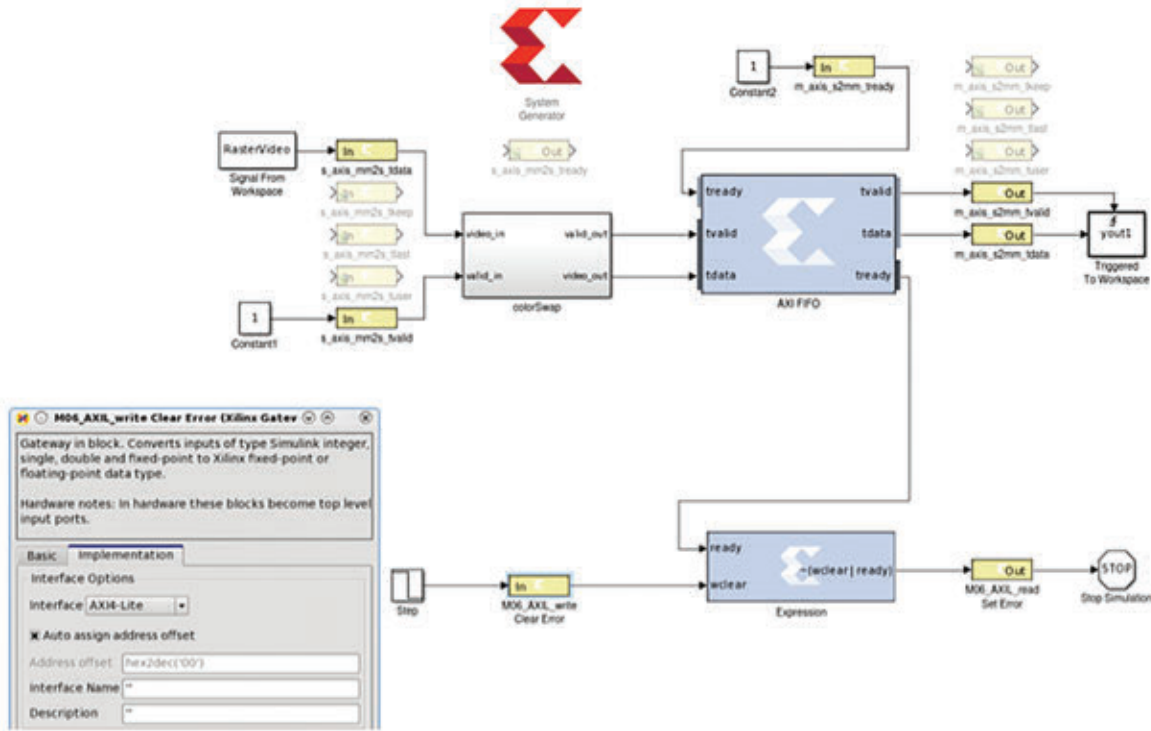 System
Generator
1
Constant2
In
m_axis_s2mm_tready
Out
m_axis_s2mm_tkeep
Out
m_axis_s2mm_tlast
Out
m_axis_s2mm_tuser
RasterVideo
Signal From
Workspace
In
s_axis_mm2s_tdata
Out
s_axis_mm2s_tready
In
s_axis_mm2s_tkeep
In
s_axis_mm2s_tlast
In
s_axis_mm2s_tuser
1
Constant1
In
s_axis_mm2s_tvalid
video_in
valid_out
valid_in
video_out
colorSwap
tready
tvalid
tvalid
tdata
tdata
tready
AXI FIFO
Out
m_axis_s2mm_tvalid
Out
m_axis_s2mm_tdata
yout1
Triggered
To Workspace
M06_AXIL_write Clear Error (Xilinx Gatew
Gateway in block. Converts inputs of type Simulink integer,
single, double and fixed-point to Xilinx fixed-point or
floating-point data type.
Hardware notes: In hardware these blocks become top level
input ports.
Basic
Implementation
Interface Options
Interface AXI4-Lite
Auto assign address offset
Address offset hex2dec('00')
Interface Name ''
Description ''
Step
In
M06_AXIL_write
Clear Error
ready
wclear
~(wclear | ready)
Expression
Out
M06_AXIL_read
Set Error
STOP
Stop Simulation